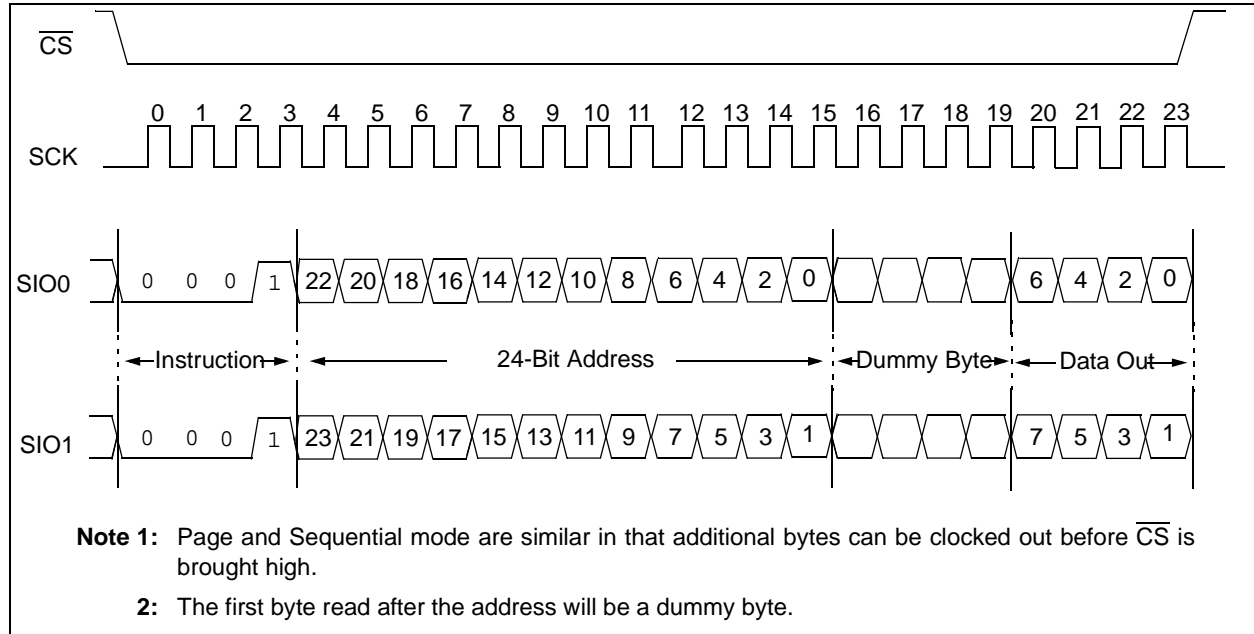 CS
0 1 2 3 4 5 6 7 8 9 10 11 12 13 14 15 16 17 18 19 20 21 22 23
SCK
SIO0 0 0 0 1 22 20 18 16 14 12 10 8 6 4 2 0 6 4 2 0
Instruction 24-Bit Address Dummy Byte Data Out
SIO1 0 0 0 1 23 21 19 17 15 13 11 9 7 5 3 1 7 5 3 1
Note 1: Page and Sequential mode are similar in that additional bytes can be clocked out before CS is
brought high.
2: The first byte read after the address will be a dummy byte.